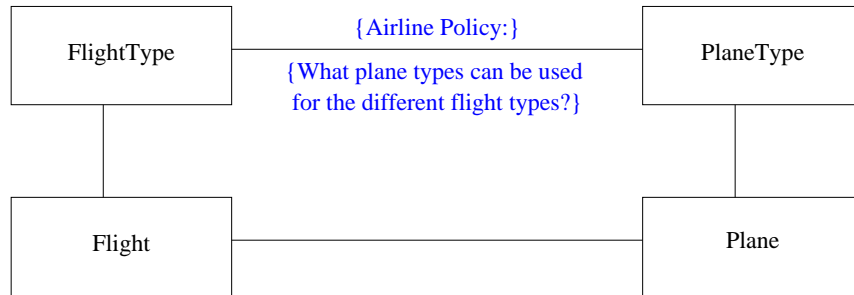 {Airline Policy:}
FlightType
PlaneType
{What plane types can be used
for the different flight types?}
Flight
Plane